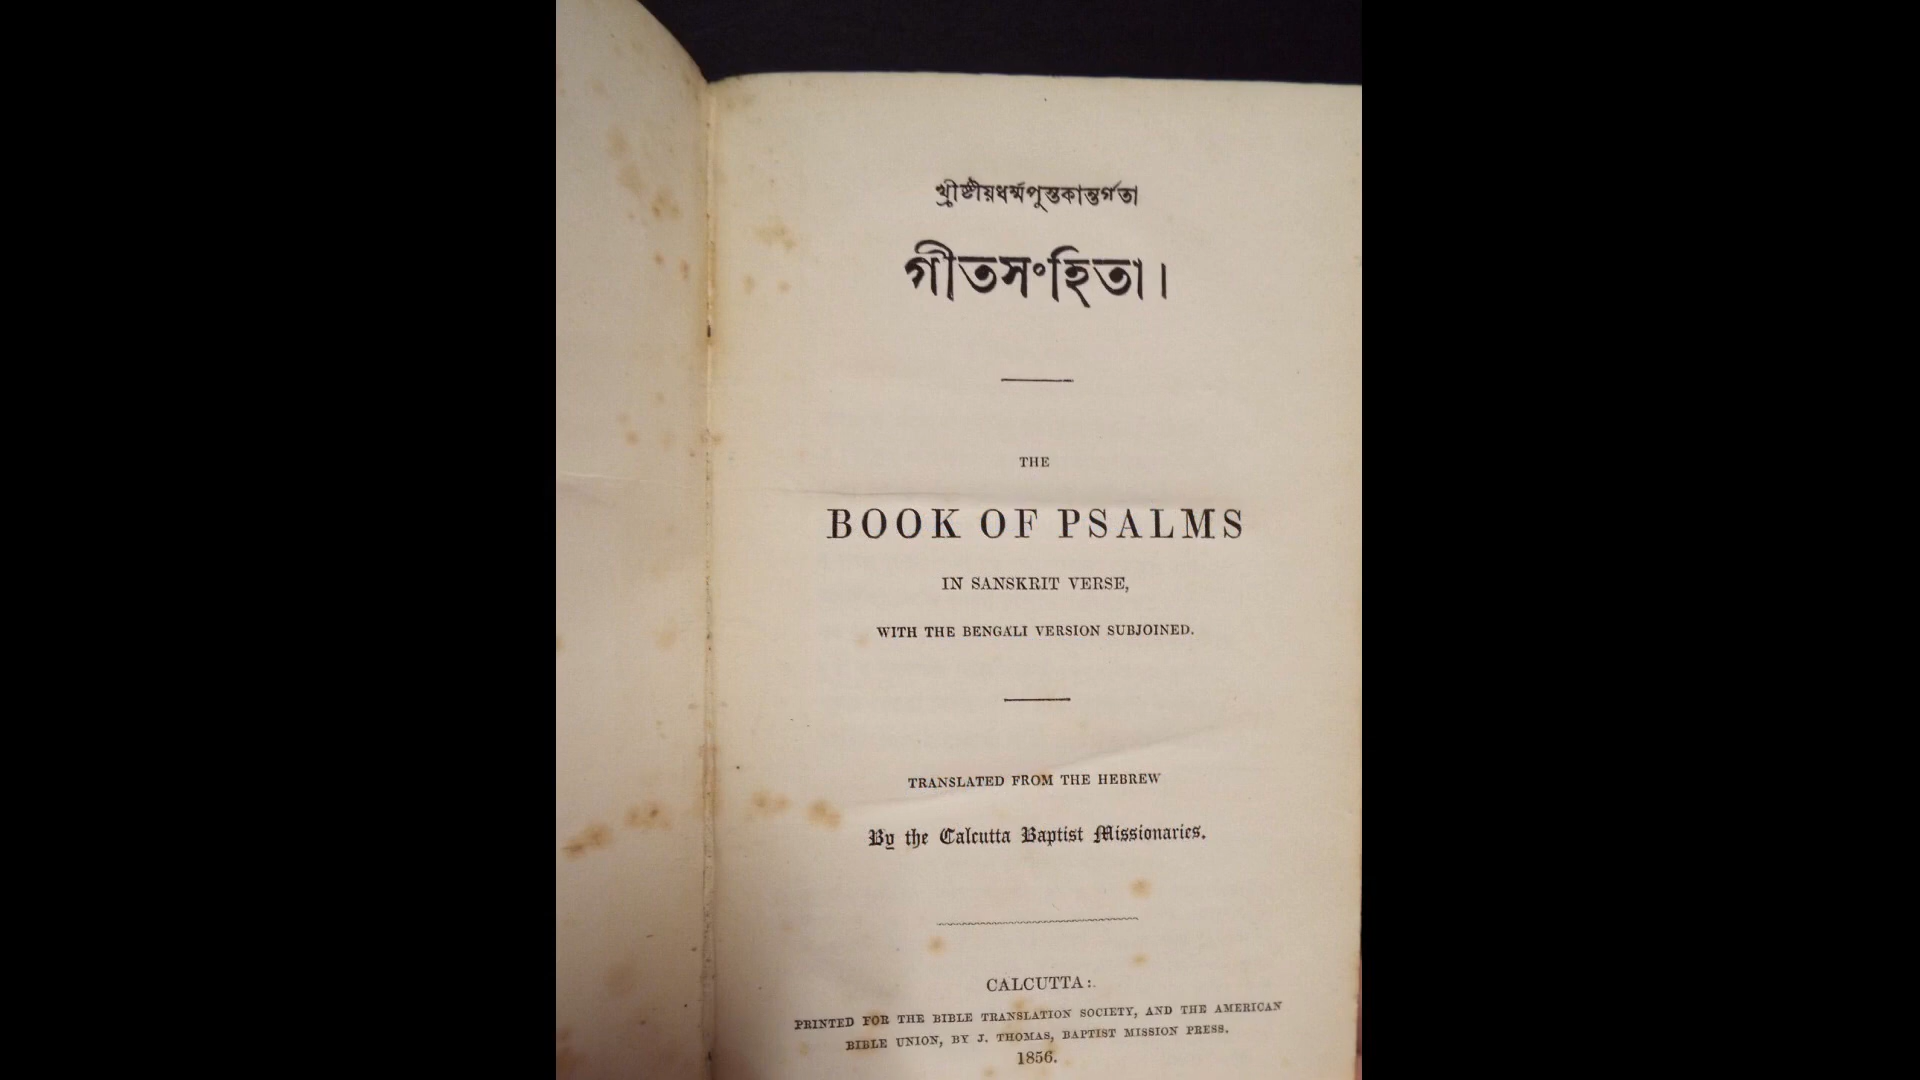 খ্রীষ্টীয়ধর্ম্মপুস্তকান্তর্গতা
গীতসংহিতা।
THE
BOOK OF PSALMS
IN SANSKRIT VERSE,
WITH THE BENGÁLI VERSION SUBJOINED.
TRANSLATED FROM THE HEBREW
By the Calcutta Baptist Missionaries.
CALCUTTA:
PRINTED FOR THE BIBLE TRANSLATION SOCIETY, AND THE AMERICAN
BIBLE UNION, BY J. THOMAS, BAPTIST MISSION PRESS.
1856.